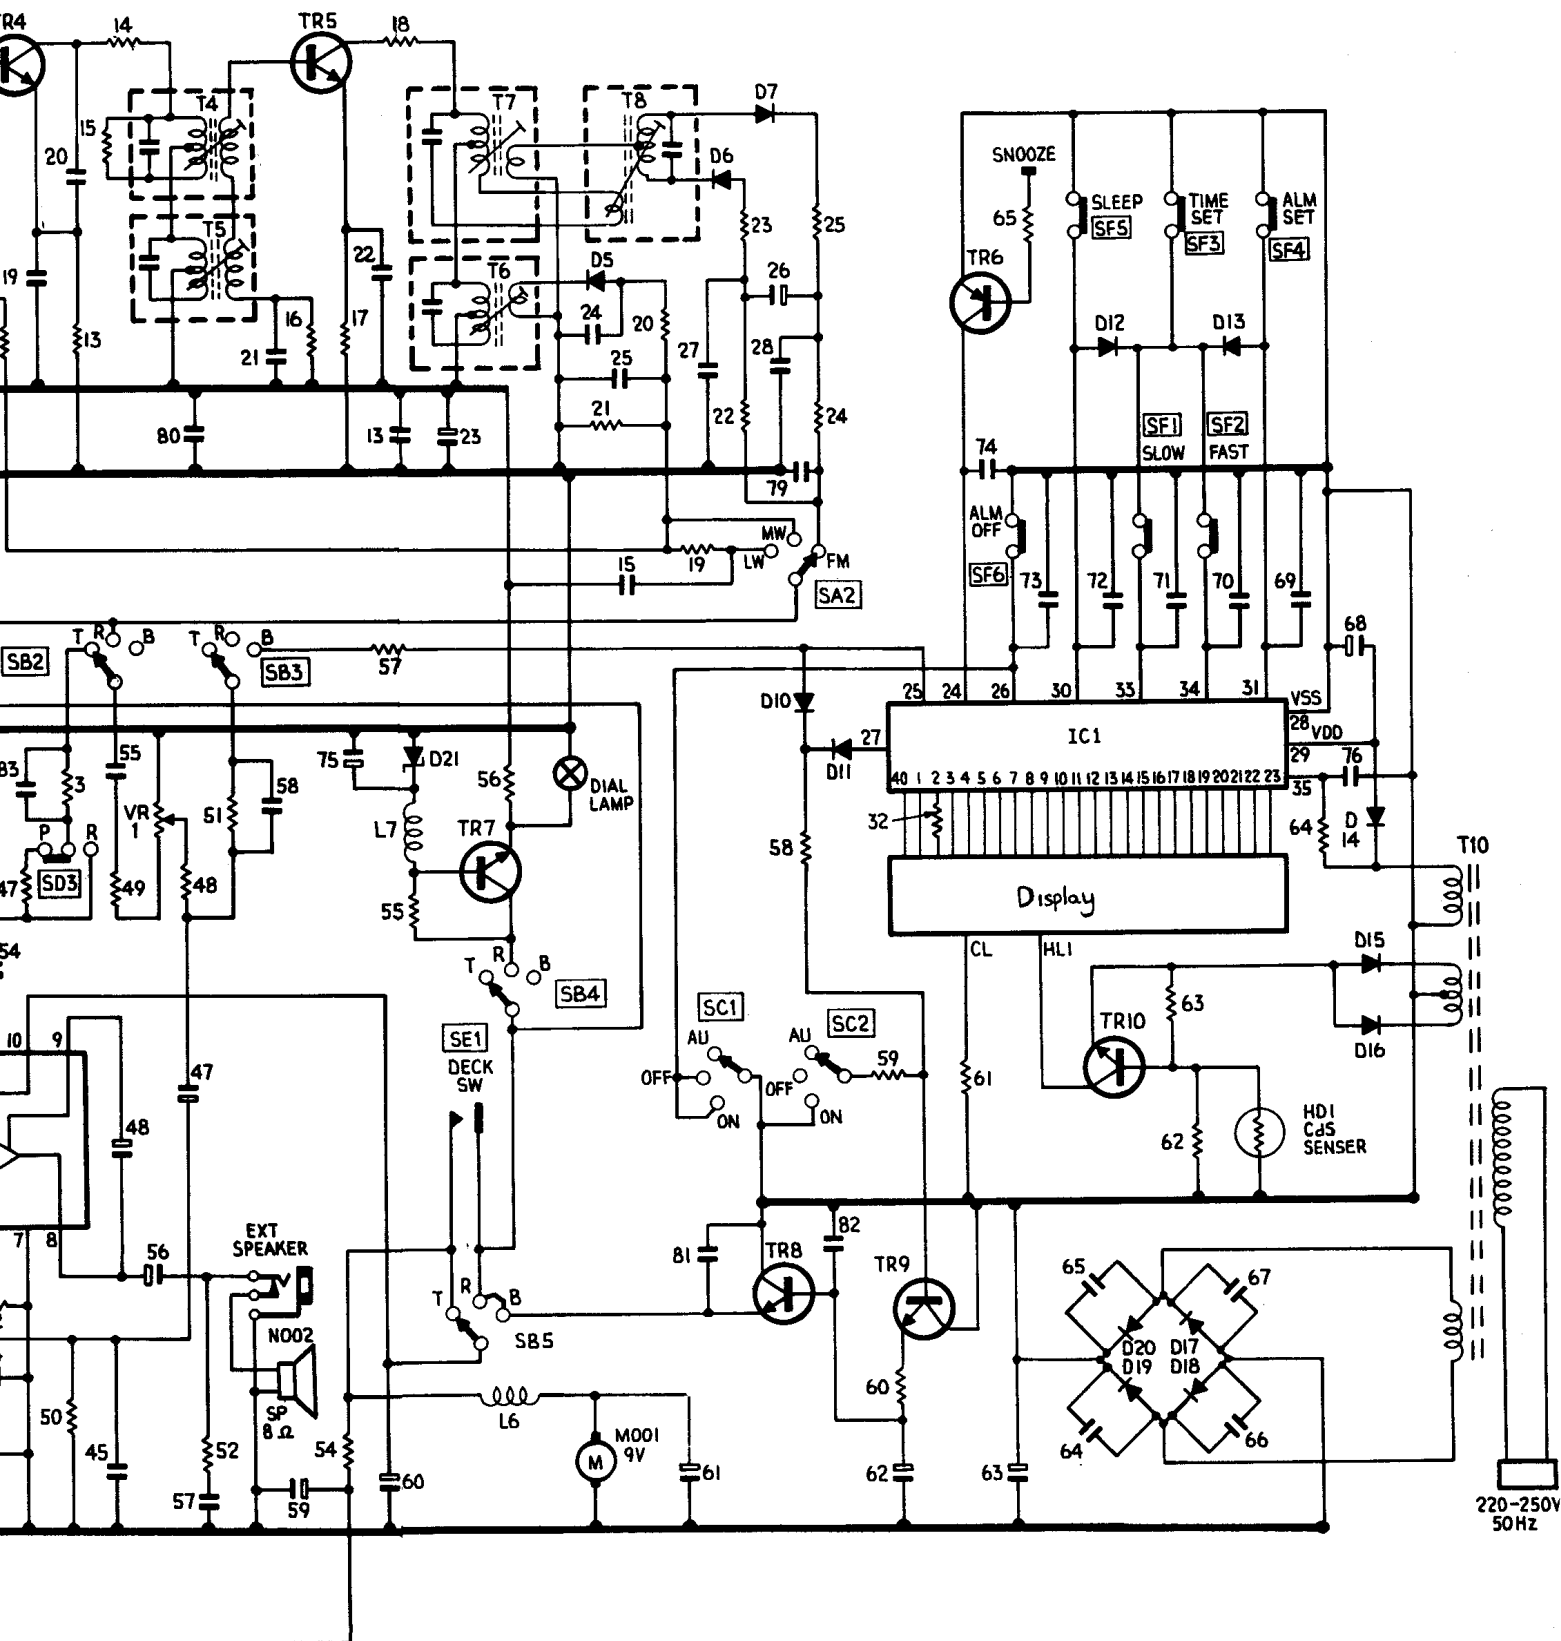 TR4
14
TR5
18
T4
T7
T8
D7
15
20
SNOOZE
D6
65
SLEEP
SF5
TIME
SET
SF3
ALM
SET
SF4
T5
22
23
25
TR6
19
T6
D5
26
24
20
13
21
16
17
27
28
D12
D13
25
21
22
24
SF1
SLOW
SF2
FAST
80
13
23
74
79
ALM
OFF
SF6
MW
LW
FM
15
19
SA2
73
72
71
70
69
68
SB2
T
R
B
T
R
B
SB3
57
25
24
26
30
33
34
31
VSS
28
D10
IC1
VDD
29
27
D11
76
40 1 2 3 4 5 6 7 8 9 10 11 12 13 14 15 16 17 18 19 20 21 22 23
35
83
3
55
VR
1
51
58
75
D21
56
DIAL
LAMP
L7
TR7
32
58
64
D
14
T10
P
R
SD3
47
49
48
55
Display
54
T
R
B
SB4
CL
HL1
D15
63
D16
10
9
SE1
DECK
SW
SC1
AU
OFF
ON
SC2
AU
OFF
ON
59
61
TR10
47
48
62
HD1
CdS
SENSER
7
8
EXT
SPEAKER
56
81
TR8
82
TR9
65
67
T
R
B
SB5
N002
D20
D17
D19
D18
SP
8Ω
L6
60
50
45
52
54
60
M001
9V
M
61
62
63
64
66
57
59
220-250V
50Hz